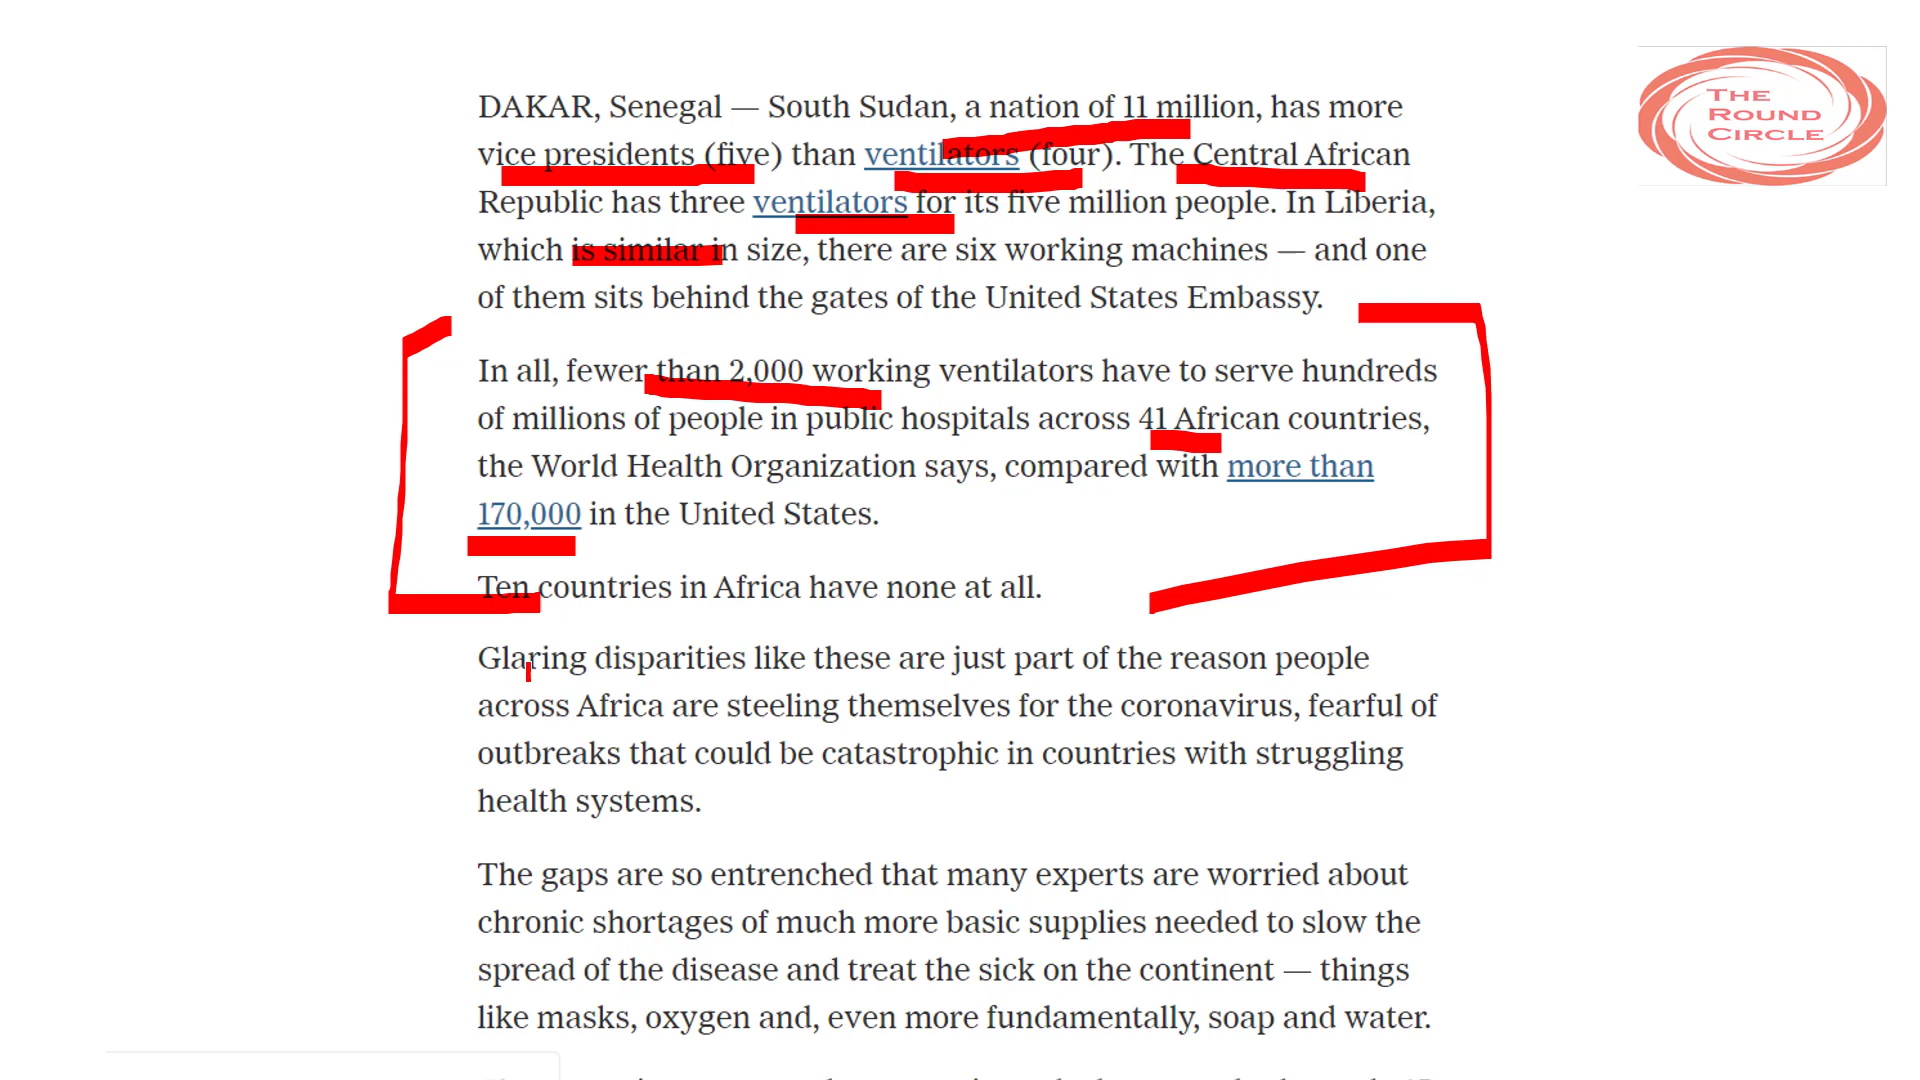 THE
ROUND
CIRCLE
DAKAR, Senegal — South Sudan, a nation of 11 million, has more
vice presidents (five) than ventilators (four). The Central African
Republic has three ventilators for its five million people. In Liberia,
which is similar in size, there are six working machines — and one
of them sits behind the gates of the United States Embassy.
In all, fewer than 2,000 working ventilators have to serve hundreds
of millions of people in public hospitals across 41 African countries,
the World Health Organization says, compared with more than
170,000 in the United States.
Ten countries in Africa have none at all.
Glaring disparities like these are just part of the reason people
across Africa are steeling themselves for the coronavirus, fearful of
outbreaks that could be catastrophic in countries with struggling
health systems.
The gaps are so entrenched that many experts are worried about
chronic shortages of much more basic supplies needed to slow the
spread of the disease and treat the sick on the continent — things
like masks, oxygen and, even more fundamentally, soap and water.